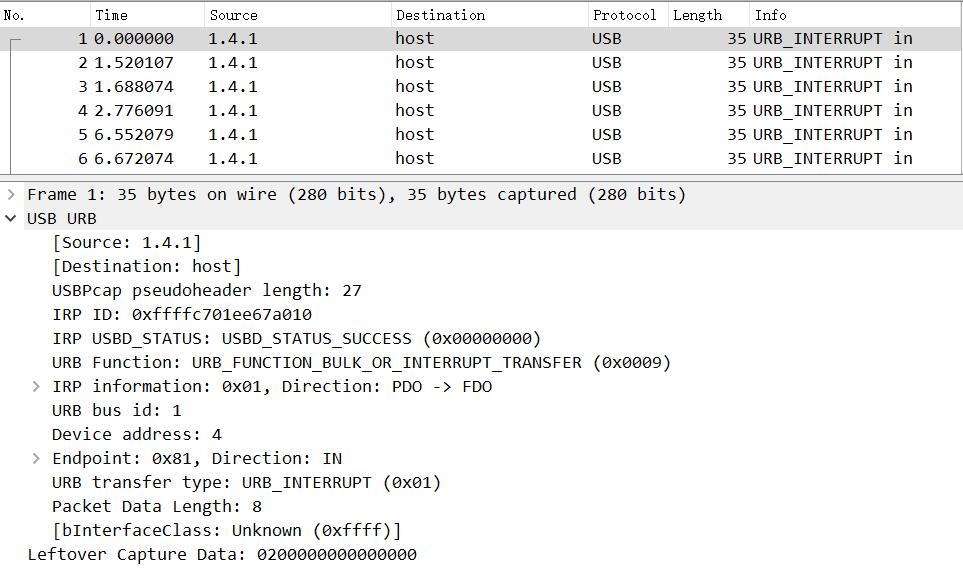 No. Time Source Destination Protocol Length Info
1 0.000000 1.4.1 host USB 35 URB_INTERRUPT in
2 1.520107 1.4.1 host USB 35 URB_INTERRUPT in
3 1.688074 1.4.1 host USB 35 URB_INTERRUPT in
4 2.776091 1.4.1 host USB 35 URB_INTERRUPT in
5 6.552079 1.4.1 host USB 35 URB_INTERRUPT in
6 6.672074 1.4.1 host USB 35 URB_INTERRUPT in
Frame 1: 35 bytes on wire (280 bits), 35 bytes captured (280 bits)
USB URB
[Source: 1.4.1]
[Destination: host]
USBPcap pseudoheader length: 27
IRP ID: 0xffffc701ee67a010
IRP USBD_STATUS: USBD_STATUS_SUCCESS (0x00000000)
URB Function: URB_FUNCTION_BULK_OR_INTERRUPT_TRANSFER (0x0009)
IRP information: 0x01, Direction: PDO -> FDO
URB bus id: 1
Device address: 4
Endpoint: 0x81, Direction: IN
URB transfer type: URB_INTERRUPT (0x01)
Packet Data Length: 8
[bInterfaceClass: Unknown (0xffff)]
Leftover Capture Data: 0200000000000000